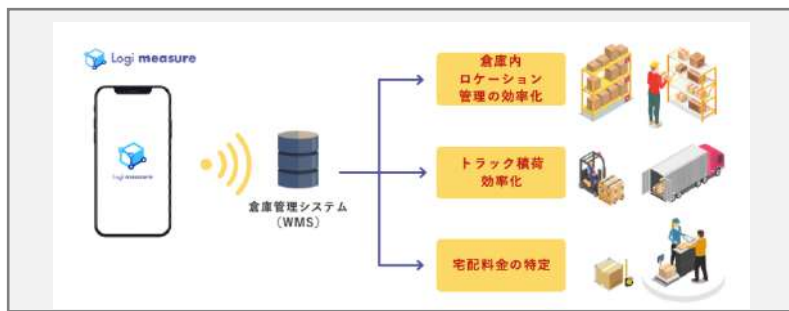 Logi measure
Logi measure
倉庫管理システム
（WMS）
倉庫内
ロケーション
管理の効率化
トラック積荷
効率化
宅配料金の特定